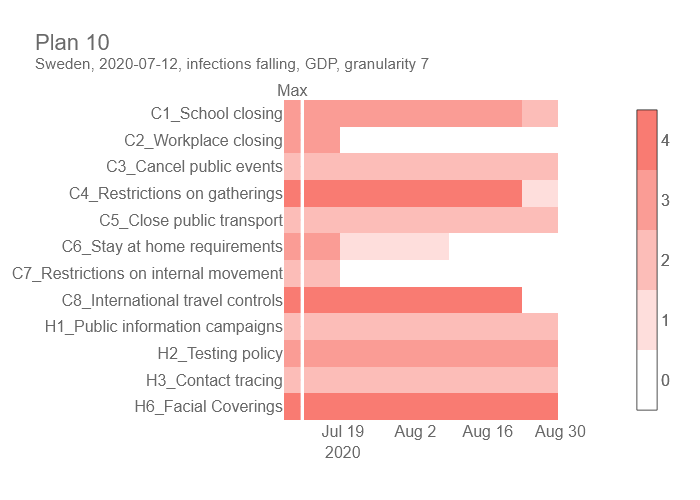 Plan 10
Sweden, 2020-07-12, infections falling, GDP, granularity 7
Max
C1_School closing
C2_Workplace closing
C3_Cancel public events
C4_Restrictions on gatherings
C5_Close public transport
C6_Stay at home requirements
C7_Restrictions on internal movement
C8_International travel controls
H1_Public information campaigns
H2_Testing policy
H3_Contact tracing
H6_Facial Coverings
Jul 19 Aug 2 Aug 16 Aug 30
2020
4
3
2
1
0